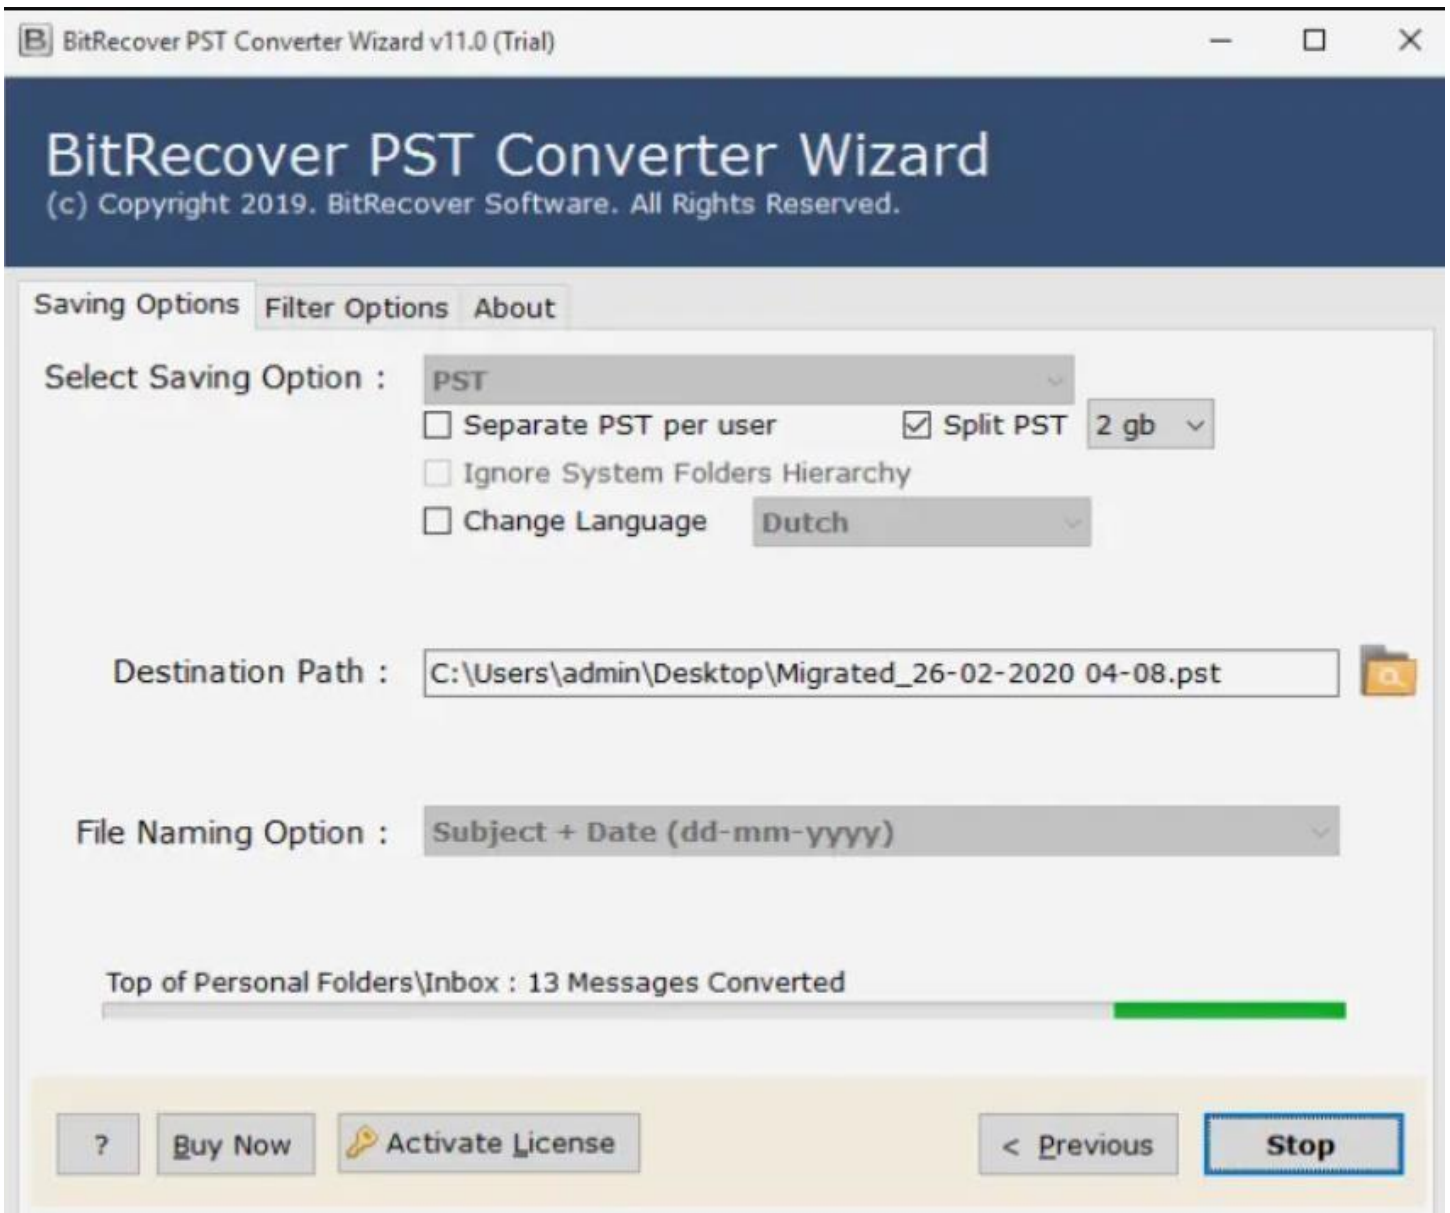 BitRecover PST Converter Wizard v11.0 (Trial)
BitRecover PST Converter Wizard
(c) Copyright 2019. BitRecover Software. All Rights Reserved.
Saving Options Filter Options About
Select Saving Option : PST
Separate PST per user Split PST 2 gb
Ignore System Folders Hierarchy
Change Language Dutch
Destination Path : C:\Users\admin\Desktop\Migrated_26-02-2020 04-08.pst
File Naming Option : Subject + Date (dd-mm-yyyy)
Top of Personal Folders\Inbox : 13 Messages Converted
? Buy Now Activate License < Previous Stop